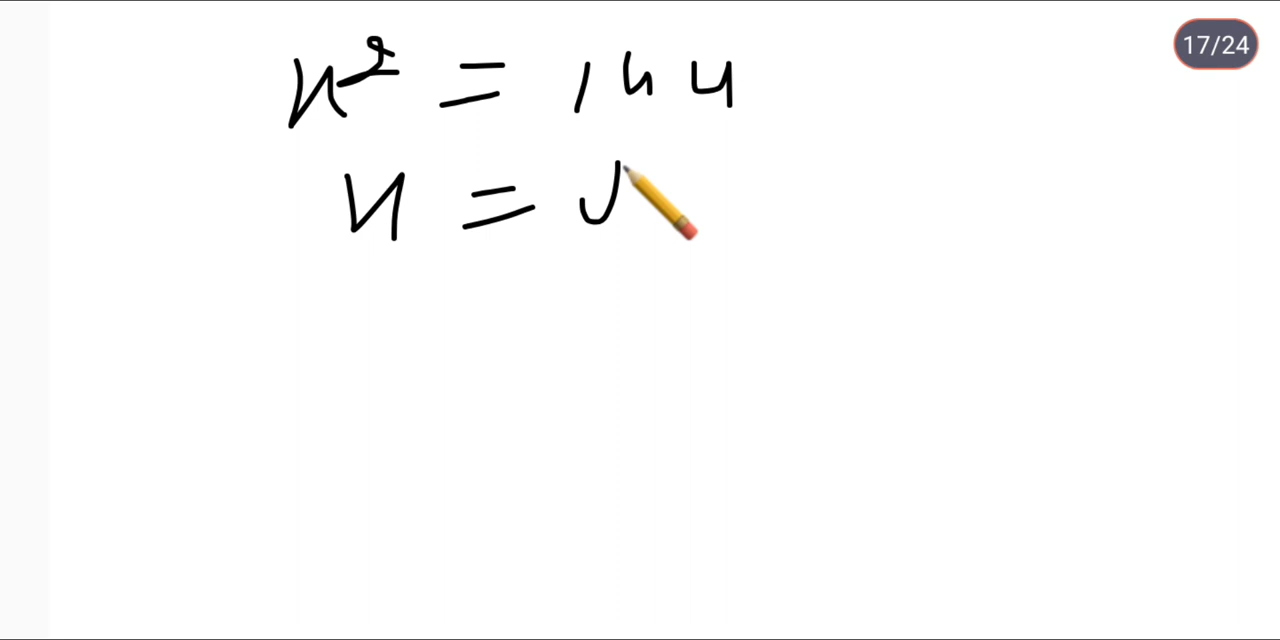 x² = 144
x = √
17/24